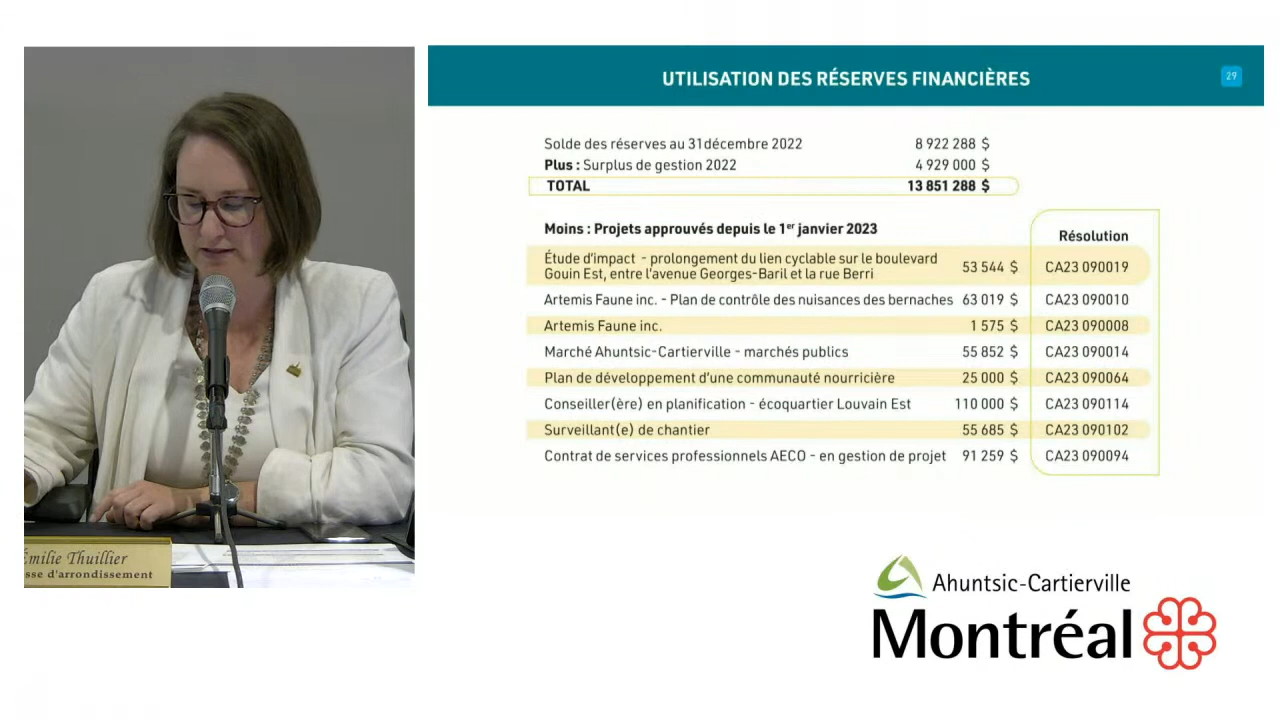 UTILISATION DES RÉSERVES FINANCIÈRES
29
Solde des réserves au 31décembre 2022 8 922 288 $
Plus : Surplus de gestion 2022 4 929 000 $
TOTAL 13 851 288 $
Moins : Projets approuvés depuis le 1er janvier 2023
Résolution
Étude d'impact - prolongement du lien cyclable sur le boulevard
Gouin Est, entre l'avenue Georges-Baril et la rue Berri 53 544 $ CA23 090019
Artemis Faune inc. - Plan de contrôle des nuisances des bernaches 63 019 $ CA23 090010
Artemis Faune inc. 1 575 $ CA23 090008
Marché Ahuntsic-Cartierville - marchés publics 55 852 $ CA23 090014
Plan de développement d'une communauté nourricière 25 000 $ CA23 090064
Conseiller(ère) en planification - écoquartier Louvain Est 110 000 $ CA23 090114
Surveillant(e) de chantier 55 685 $ CA23 090102
Contrat de services professionnels AECO - en gestion de projet 91 259 $ CA23 090094
Émilie Thuillier
sse d'arrondissement
Ahuntsic-Cartierville
Montréal